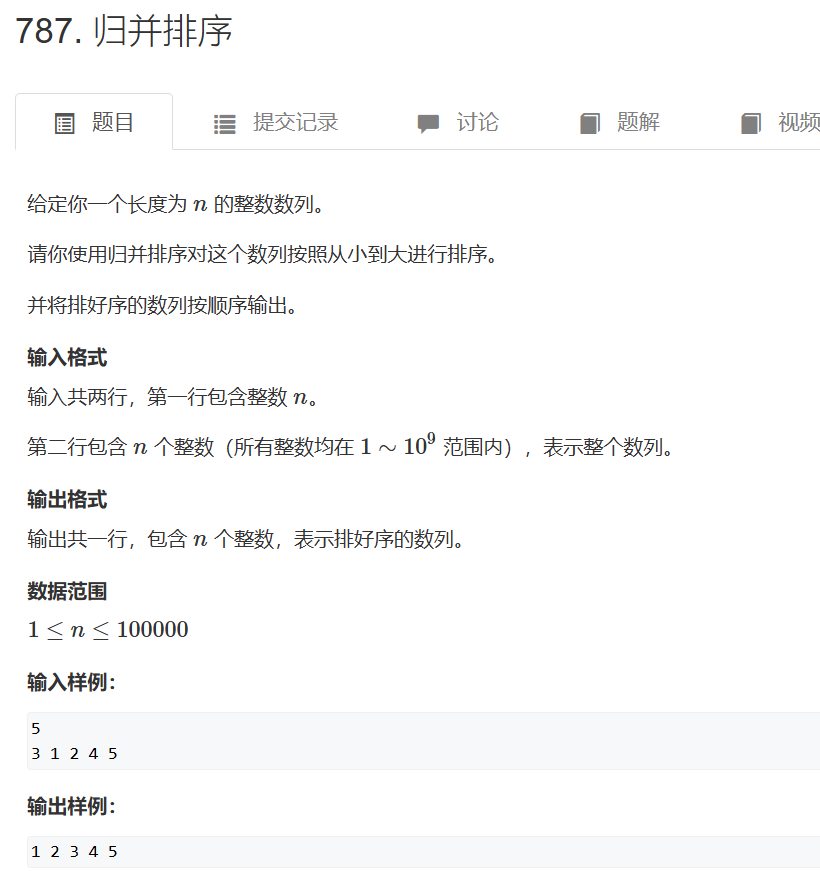 787. 归并排序
题目 提交记录 讨论 题解 视频
给定你一个长度为 n 的整数数列。
请你使用归并排序对这个数列按照从小到大进行排序。
并将排好序的数列按顺序输出。
输入格式
输入共两行，第一行包含整数 n。
第二行包含 n 个整数（所有整数均在 1 ∼ 10⁹ 范围内），表示整个数列。
输出格式
输出共一行，包含 n 个整数，表示排好序的数列。
数据范围
1 ≤ n ≤ 100000
输入样例：
5
3 1 2 4 5
输出样例：
1 2 3 4 5